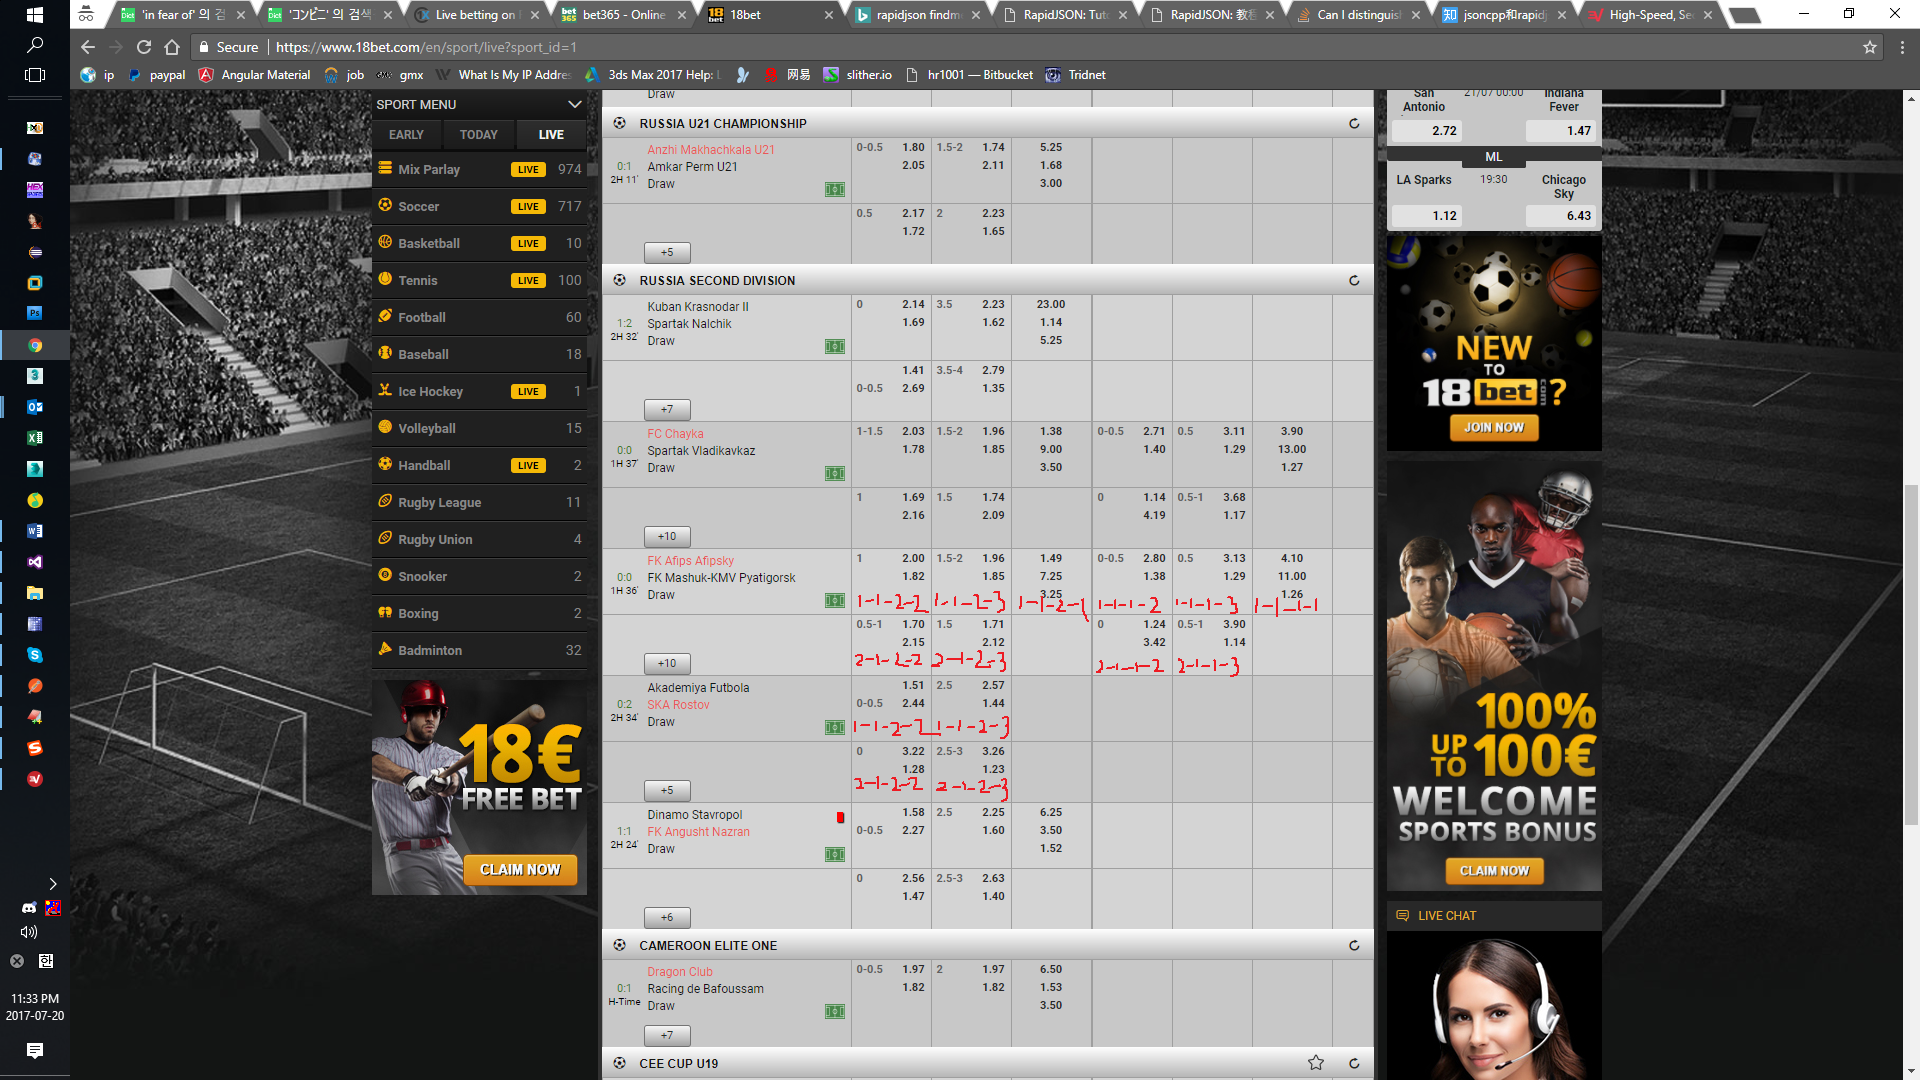 'in fear of' 의 검
'コンビニ' 의 검색
Live betting on
bet365 - Online
18bet
rapidjson findm
RapidJSON: Tuto
RapidJSON: 教程
Can I distinguis
jsoncpp和rapidj
High-Speed, Se
Secure https://www.18bet.com/en/sport/live?sport_id=1
ip paypal Angular Material job gmx What Is My IP Addres 3ds Max 2017 Help: 网易 slither.io hr1001 — Bitbucket Tridnet
SPORT MENU
EARLY TODAY LIVE
Mix Parlay LIVE 974
Soccer LIVE 717
Basketball LIVE 10
Tennis LIVE 100
Football 60
Baseball 18
Ice Hockey LIVE 1
Volleyball 15
Handball LIVE 2
Rugby League 11
Rugby Union 4
Snooker 2
Boxing 2
Badminton 32
18€
FREE BET
CLAIM NOW
Draw
RUSSIA U21 CHAMPIONSHIP
Anzhi Makhachkala U21 0-0.5 1.80 1.5-2 1.74 5.25
0:1 Amkar Perm U21 2.05 2.11 1.68
2H 11' Draw 3.00
0.5 2.17 2 2.23
1.72 1.65
+5
RUSSIA SECOND DIVISION
Kuban Krasnodar II 0 2.14 3.5 2.23 23.00
1:2 Spartak Nalchik 1.69 1.62 1.14
2H 32' Draw 5.25
1.41 3.5-4 2.79
0-0.5 2.69 1.35
+7
FC Chayka 1-1.5 2.03 1.5-2 1.96 1.38 0-0.5 2.71 0.5 3.11 3.90
0:0 Spartak Vladikavkaz 1.78 1.85 9.00 1.40 1.29 13.00
1H 37' Draw 3.50 1.27
1 1.69 1.5 1.74 0 1.14 0.5-1 3.68
2.16 2.09 4.19 1.17
+10
FK Afips Afipsky 1 2.00 1.5-2 1.96 1.49 0-0.5 2.80 0.5 3.13 4.10
0:0 FK Mashuk-KMV Pyatigorsk 1.82 1.85 7.25 1.38 1.29 11.00
1H 36' Draw 3.25 1.26
1-1-2-2 1-1-2-3 1-1-2-1 1-1-1-2 1-1-1-3 1-1-1-1
0.5-1 1.70 1.5 1.71 0 1.24 0.5-1 3.90
2.15 2.12 3.42 1.14
+10 2-1-2-2 2-1-2-3 2-1-1-2 2-1-1-3
Akademiya Futbola 1.51 2.5 2.57
0:2 SKA Rostov 0-0.5 2.44 1.44
2H 34' Draw 1-1-2-2 1-1-2-3
0 3.22 2.5-3 3.26
1.28 1.23
+5 2-1-2-2 2-1-2-3
Dinamo Stavropol 1.58 2.5 2.25 6.25
1:1 FK Angusht Nazran 0-0.5 2.27 1.60 3.50
2H 24' Draw 1.52
0 2.56 2.5-3 2.63
1.47 1.40
+6
CAMEROON ELITE ONE
Dragon Club 0-0.5 1.97 2 1.97 6.50
0:1 Racing de Bafoussam 1.82 1.82 1.53
H-Time Draw 3.50
+7
CEE CUP U19
San Antonio 21/07 00:00 Indiana Fever
2.72 1.47
ML
LA Sparks 19:30 Chicago Sky
1.12 6.43
NEW
TO
18bet.com?
JOIN NOW
100%
UP TO 100€
WELCOME
SPORTS BONUS
CLAIM NOW
LIVE CHAT
한
11:33 PM
2017-07-20